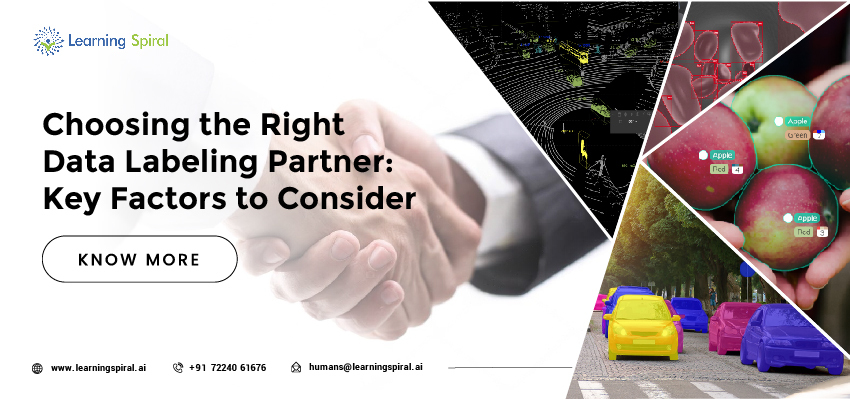 Learning Spiral
Choosing the Right
Data Labeling Partner:
Key Factors to Consider
KNOW MORE
www.learningspiral.ai
+91 72240 61676
humans@learningspiral.ai
Apple
Green
Apple
Red
4
Apple
Red
3